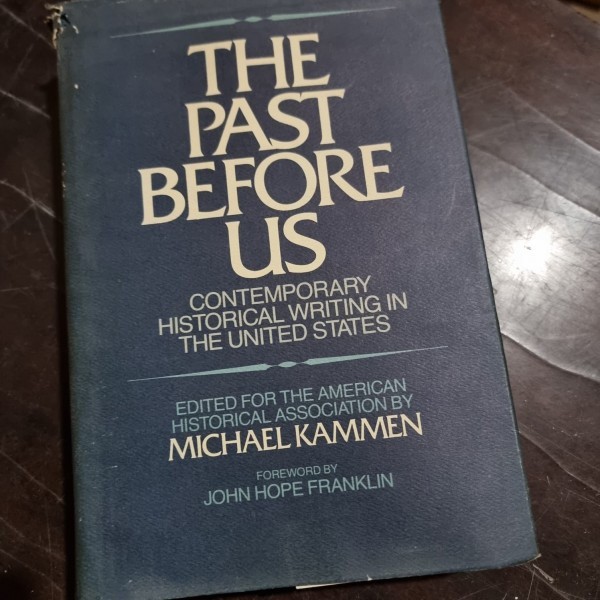 THE
PAST
BEFORE
US
CONTEMPORARY
HISTORICAL WRITING IN
THE UNITED STATES
EDITED FOR THE AMERICAN
HISTORICAL ASSOCIATION BY
MICHAEL KAMMEN
FOREWORD BY
JOHN HOPE FRANKLIN